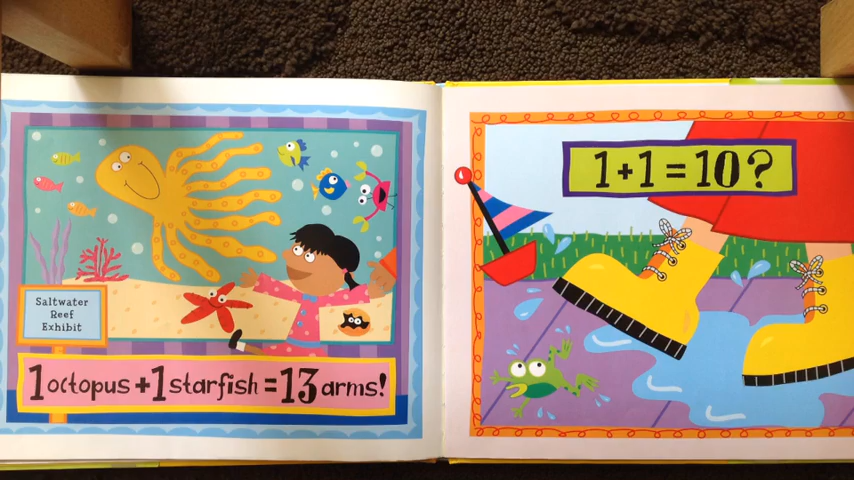 Saltwater
Reef
Exhibit
1 octopus + 1 starfish = 13 arms!
1 + 1 = 10?